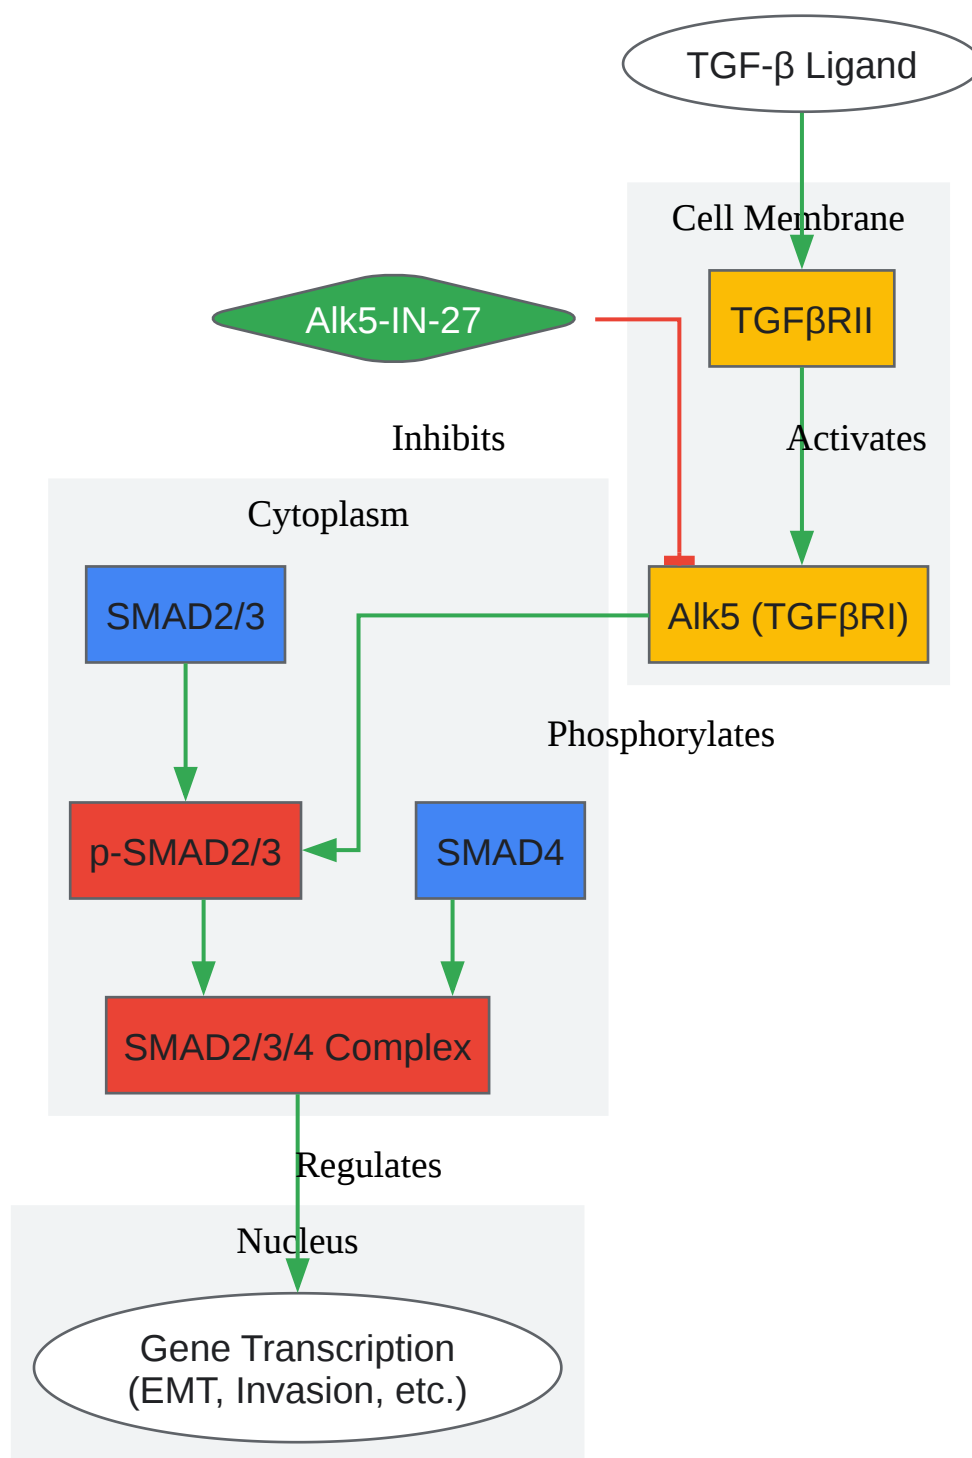 TGF-β Ligand
Cell Membrane
Alk5-IN-27
TGFβRII
Inhibits
Activates
Cytoplasm
SMAD2/3
Alk5 (TGFβRI)
Phosphorylates
p-SMAD2/3
SMAD4
SMAD2/3/4 Complex
Regulates
Nucleus
Gene Transcription
(EMT, Invasion, etc.)